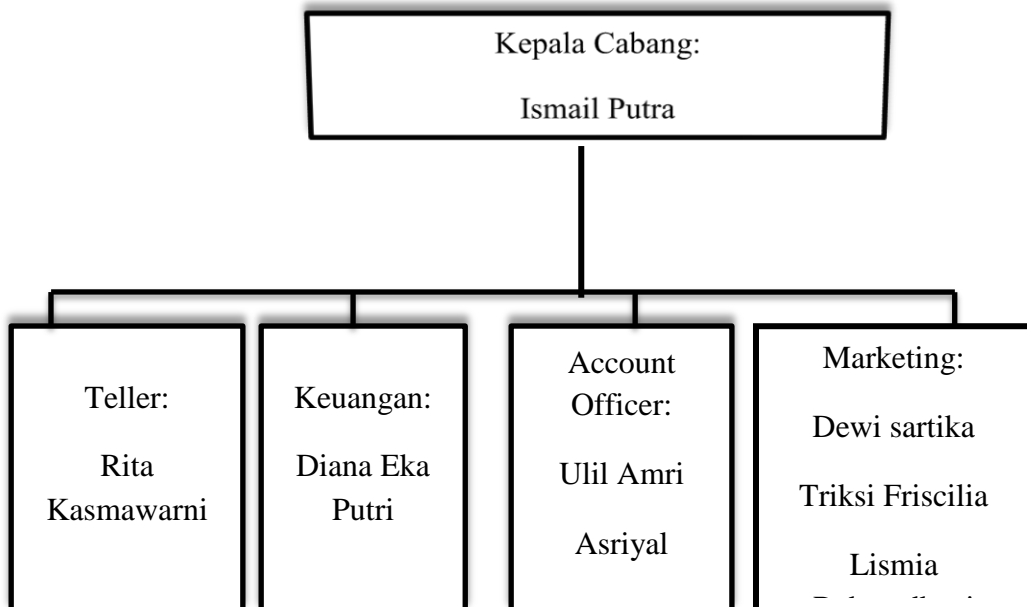 Kepala Cabang:
Ismail Putra
Teller:
Rita
Kasmawarni
Keuangan:
Diana Eka
Putri
Account
Officer:
Ulil Amri
Asriyal
Marketing:
Dewi sartika
Triksi Friscilia
Lismia